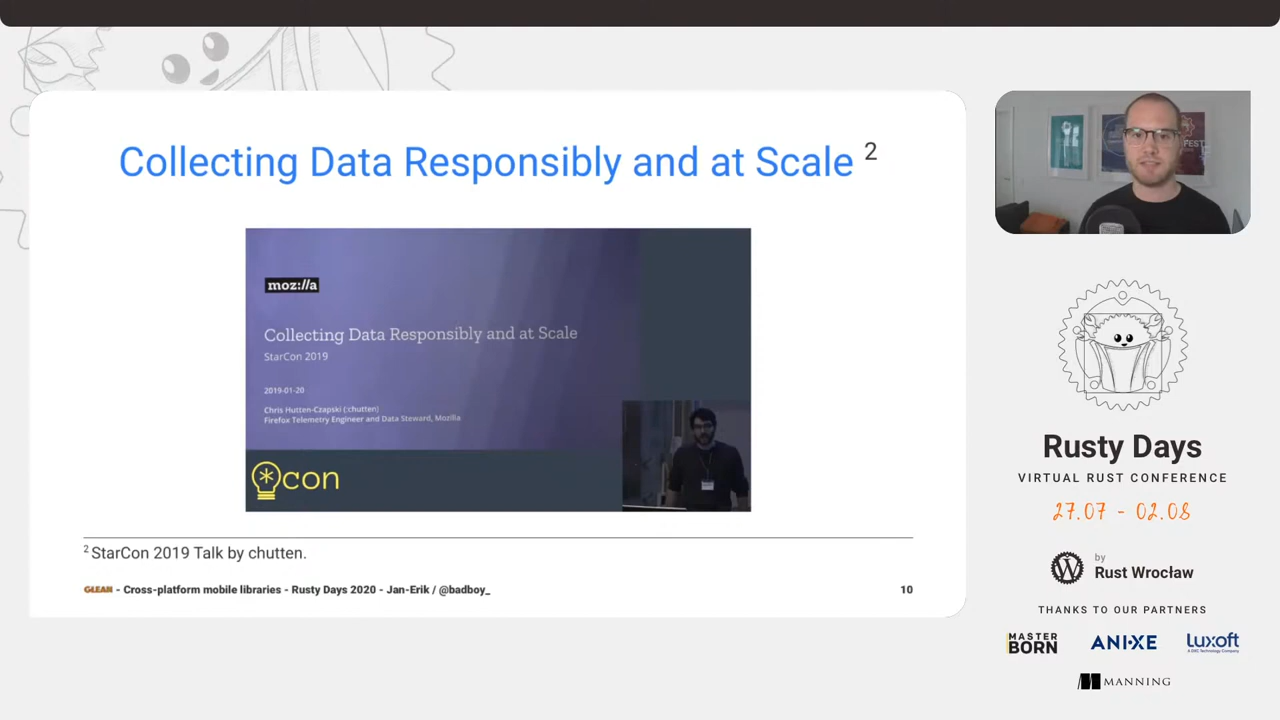 Collecting Data Responsibly and at Scale 2
moz://a
Collecting Data Responsibly and at Scale
StarCon 2019
2019-01-20
Chris Hutten-Czapski (:chutten)
Firefox Telemetry Engineer and Data Steward, Mozilla
*con
2 StarCon 2019 Talk by chutten.
GLEAN - Cross-platform mobile libraries - Rusty Days 2020 - Jan-Erik / @badboy_
10
Rusty Days
VIRTUAL RUST CONFERENCE
27.07 - 02.08
by
Rust Wrocław
THANKS TO OUR PARTNERS
MASTER
BORN
ANIXE
Luxoft
A DXC Technology Company
MANNING